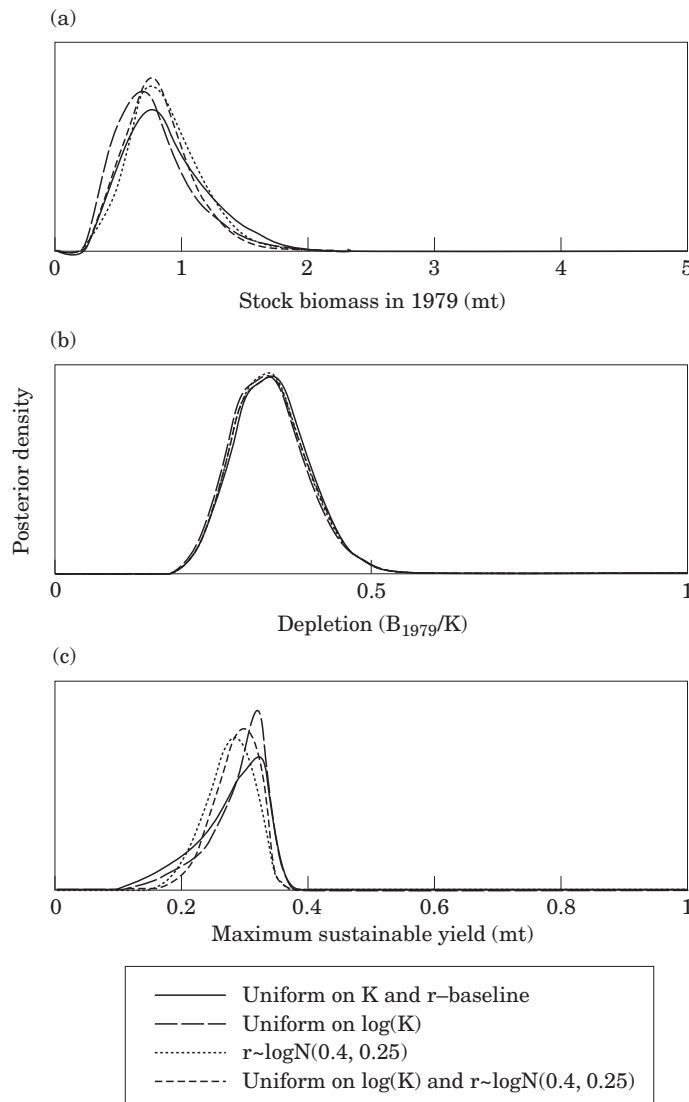 (a)
0 1 2 3 4 5
Stock biomass in 1979 (mt)
(b)
Posterior density
0 0.5 1
Depletion (B1979/K)
(c)
0 0.2 0.4 0.6 0.8 1
Maximum sustainable yield (mt)
Uniform on K and r–baseline
Uniform on log(K)
r~logN(0.4, 0.25)
Uniform on log(K) and r~logN(0.4, 0.25)